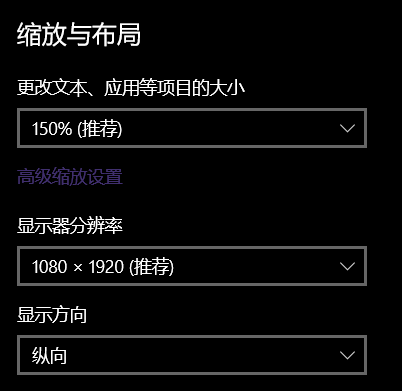 缩放与布局
更改文本、应用等项目的大小
150% (推荐)
高级缩放设置
显示器分辨率
1080 × 1920 (推荐)
显示方向
纵向